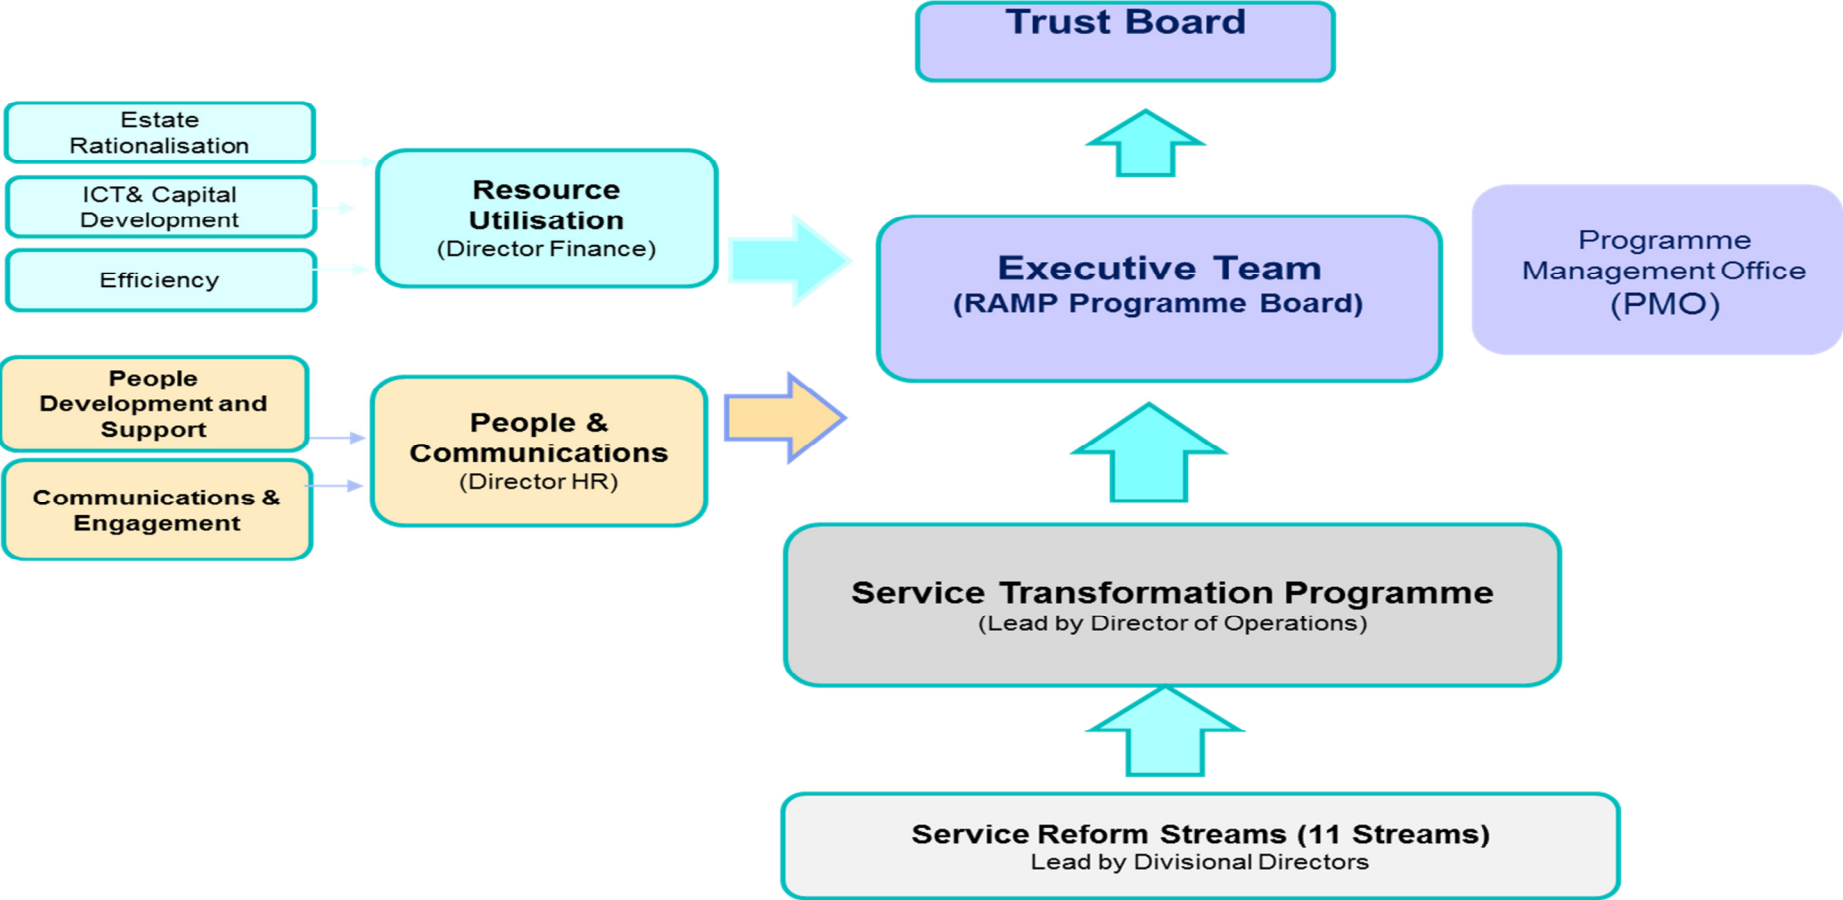 Trust Board
Estate
Rationalisation
ICT& Capital
Development
Efficiency
Resource
Utilisation
(Director Finance)
Executive Team
(RAMP Programme Board)
Programme
Management Office
(PMO)
People
Development and
Support
Communications &
Engagement
People &
Communications
(Director HR)
Service Transformation Programme
(Lead by Director of Operations)
Service Reform Streams (11 Streams)
Lead by Divisional Directors